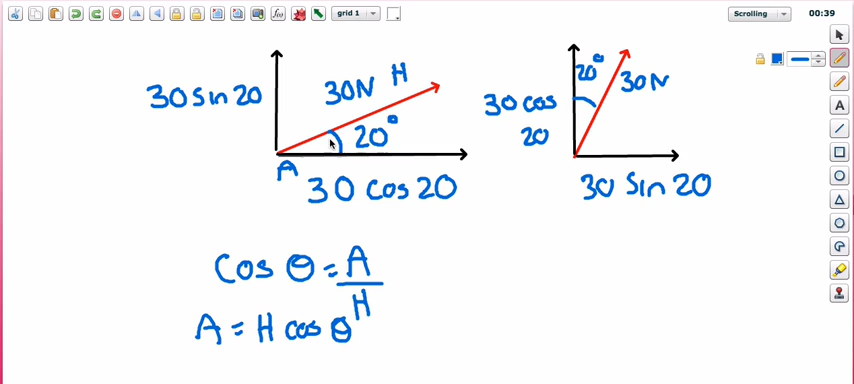 grid 1
Scrolling
00:39
30 sin 20
30N H
20°
A
30 cos 20
20°
30N
30 cos
20
30 Sin 20
Cos θ = A
H
A = H cos θ
f(x)
A